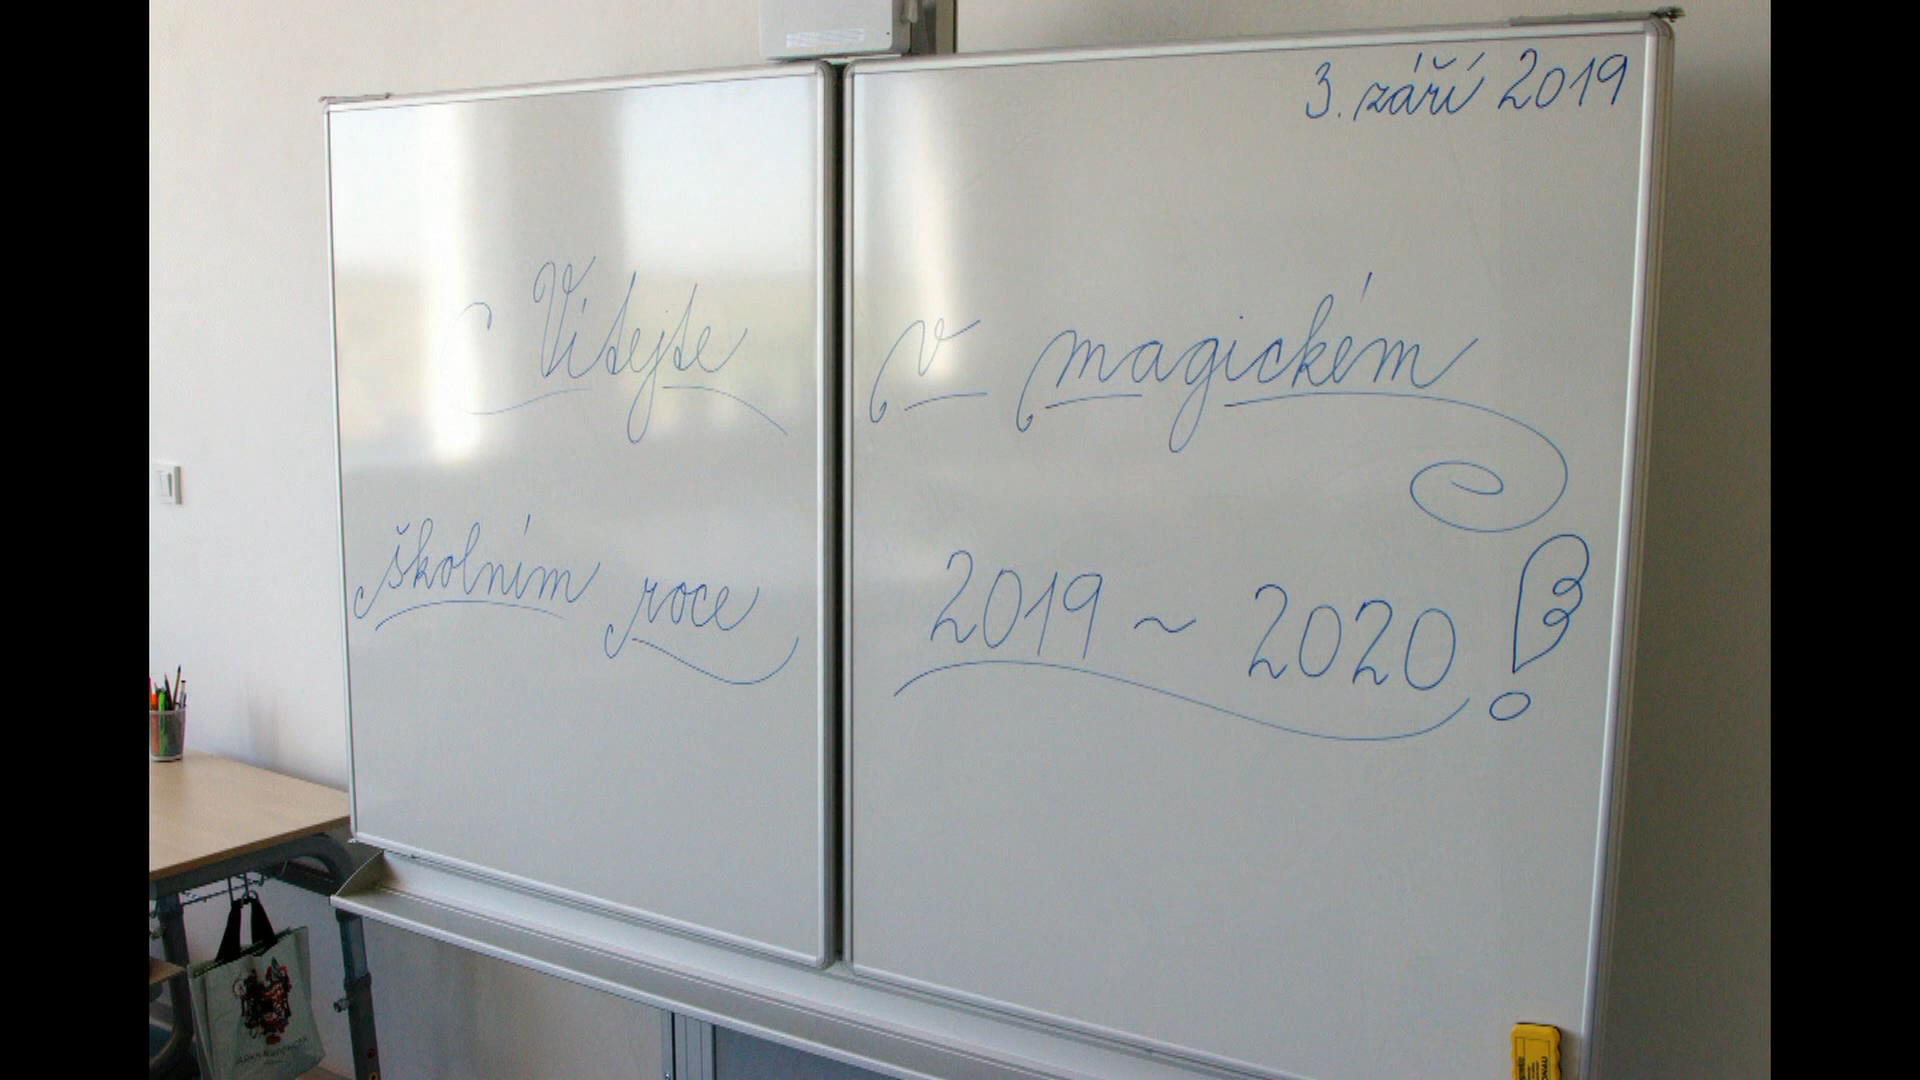 3. září 2019
Vítejte v magickém
školním roce 2019 ~ 2020!